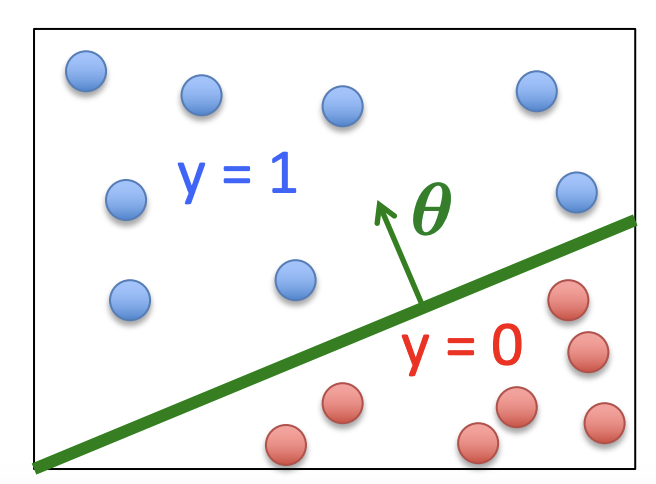 y = 1
θ
y = 0